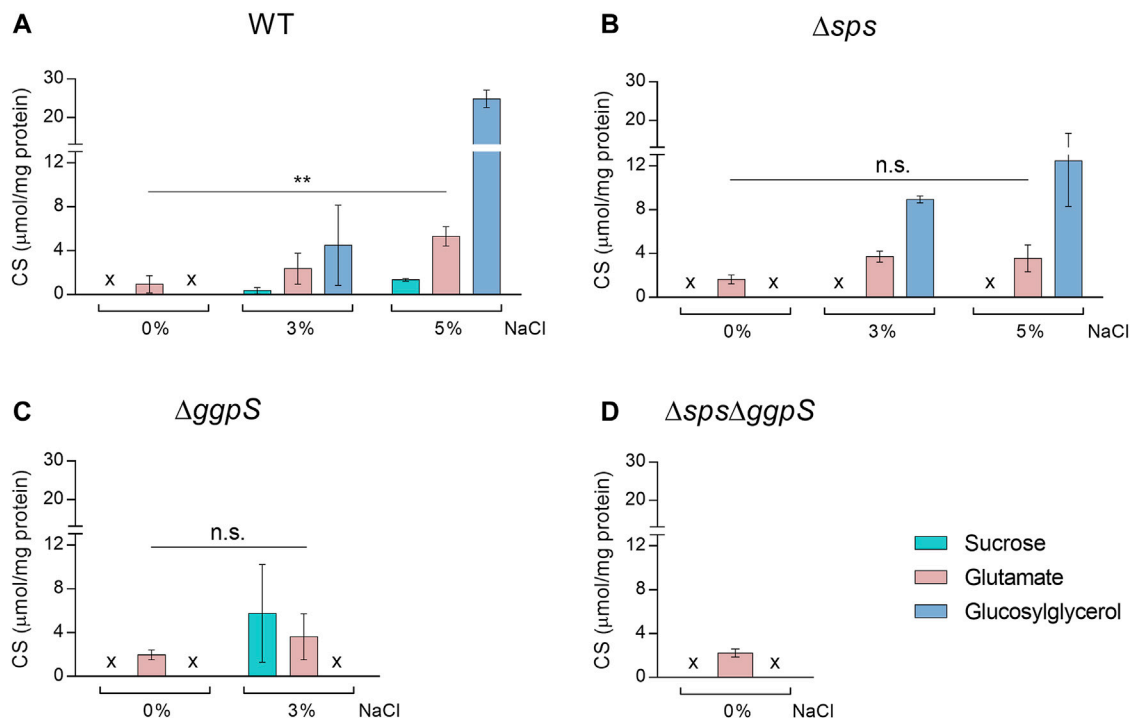 A WT
CS (μmol/mg protein)
30
20
12
8
4
0
**
x x
0% 3% 5% NaCl
B Δsps
CS (μmol/mg protein)
30
20
12
8
4
0
n.s.
x x x x
0% 3% 5% NaCl
C ΔggpS
CS (μmol/mg protein)
30
20
12
8
4
0
n.s.
x x x
0% 3% NaCl
D ΔspsΔggpS
CS (μmol/mg protein)
30
20
12
8
4
0
x x
0% NaCl
Sucrose
Glutamate
Glucosylglycerol